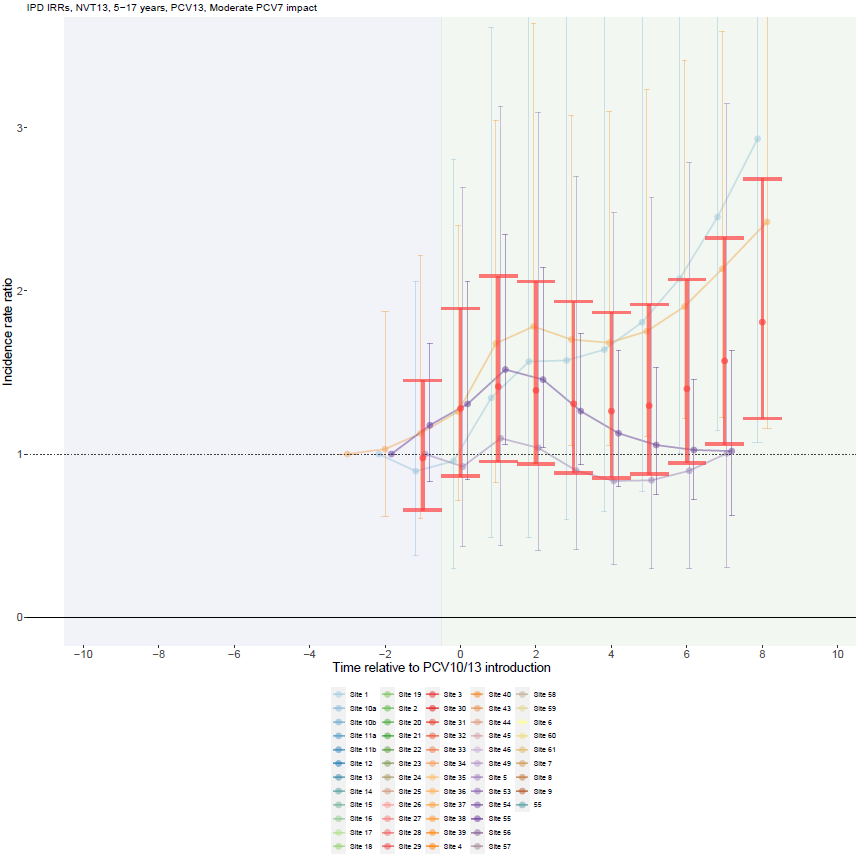 IPD IRRs, NVT13, 5−17 years, PCV13, Moderate PCV7 impact
Incidence rate ratio
3
2
1
0
−10 −8 −6 −4 −2 0 2 4 6 8 10
Time relative to PCV10/13 introduction
Site 1 Site 19 Site 3 Site 40 Site 58
Site 10a Site 2 Site 30 Site 43 Site 59
Site 10b Site 20 Site 31 Site 44 Site 6
Site 11a Site 21 Site 32 Site 45 Site 60
Site 11b Site 22 Site 33 Site 46 Site 61
Site 12 Site 23 Site 34 Site 49 Site 7
Site 13 Site 24 Site 35 Site 5 Site 8
Site 14 Site 25 Site 36 Site 53 Site 9
Site 15 Site 26 Site 37 Site 54 55
Site 16 Site 27 Site 38 Site 55
Site 17 Site 28 Site 39 Site 56
Site 18 Site 29 Site 4 Site 57